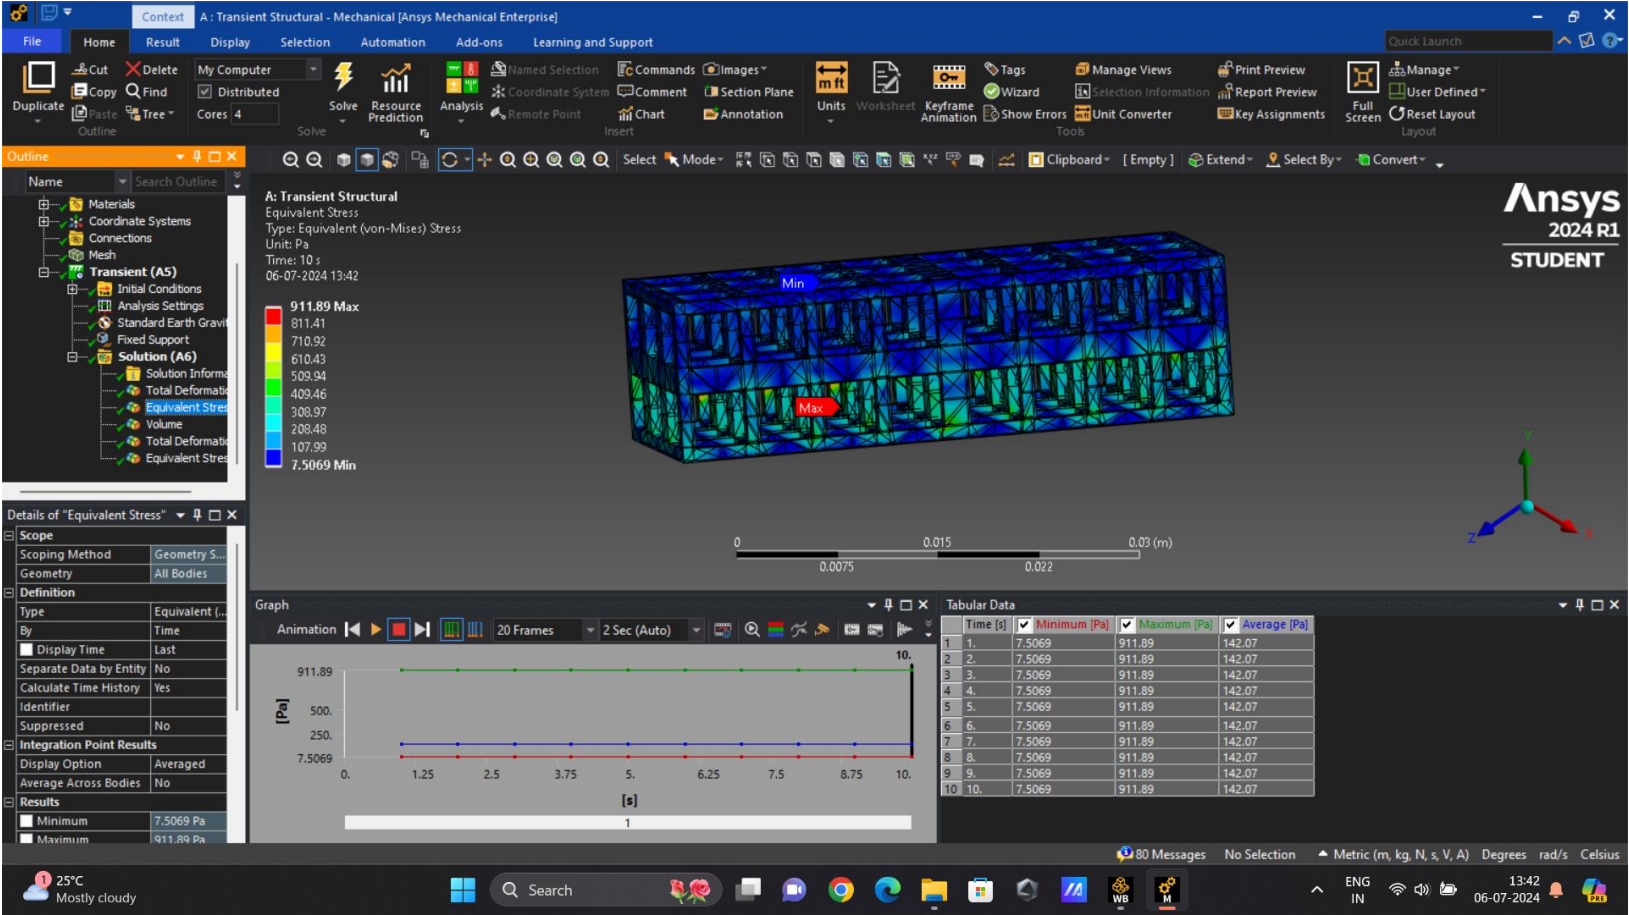 Context A : Transient Structural - Mechanical [Ansys Mechanical Enterprise]
File Home Result Display Selection Automation Add-ons Learning and Support Quick Launch
Duplicate
Cut Delete
Copy Find
Paste Tree
Outline
My Computer
Distributed
Cores 4
Solve Resource Prediction
Solve
Analysis
Named Selection Commands Images
Coordinate System Comment Section Plane
Remote Point Chart Annotation
Insert
Units Worksheet Keyframe Animation
Tags Manage Views Print Preview
Wizard Selection Information Report Preview
Show Errors Unit Converter Key Assignments
Tools
Full Screen
Manage
User Defined
Reset Layout
Layout
Outline
Select Mode Clipboard [ Empty ] Extend Select By Convert
Name Search Outline
Materials
Coordinate Systems
Connections
Mesh
Transient (A5)
Initial Conditions
Analysis Settings
Standard Earth Gravit
Fixed Support
Solution (A6)
Solution Informa
Total Deformatic
Equivalent Stres
Volume
Total Deformatic
Equivalent Stres
A: Transient Structural
Equivalent Stress
Type: Equivalent (von-Mises) Stress
Unit: Pa
Time: 10 s
06-07-2024 13:42
911.89 Max
811.41
710.92
610.43
509.94
409.46
308.97
208.48
107.99
7.5069 Min
Min
Max
Ansys
2024 R1
STUDENT
Y
Z X
0 0.015 0.03 (m)
0.0075 0.022
Details of "Equivalent Stress"
Scope
Scoping Method Geometry S...
Geometry All Bodies
Definition
Type Equivalent (...
By Time
Display Time Last
Separate Data by Entity No
Calculate Time History Yes
Identifier
Suppressed No
Integration Point Results
Display Option Averaged
Average Across Bodies No
Results
Minimum 7.5069 Pa
Maximum 911.89 Pa
Graph
Animation 20 Frames 2 Sec (Auto)
10.
911.89
500.
250.
7.5069
[Pa]
0. 1.25 2.5 3.75 5. 6.25 7.5 8.75 10.
[s]
1
Tabular Data
Time [s] Minimum [Pa] Maximum [Pa] Average [Pa]
1 1. 7.5069 911.89 142.07
2 2. 7.5069 911.89 142.07
3 3. 7.5069 911.89 142.07
4 4. 7.5069 911.89 142.07
5 5. 7.5069 911.89 142.07
6 6. 7.5069 911.89 142.07
7 7. 7.5069 911.89 142.07
8 8. 7.5069 911.89 142.07
9 9. 7.5069 911.89 142.07
10 10. 7.5069 911.89 142.07
80 Messages No Selection Metric (m, kg, N, s, V, A) Degrees rad/s Celsius
1
25°C
Mostly cloudy
Search
WB
M
ENG
IN
13:42
06-07-2024
PRE